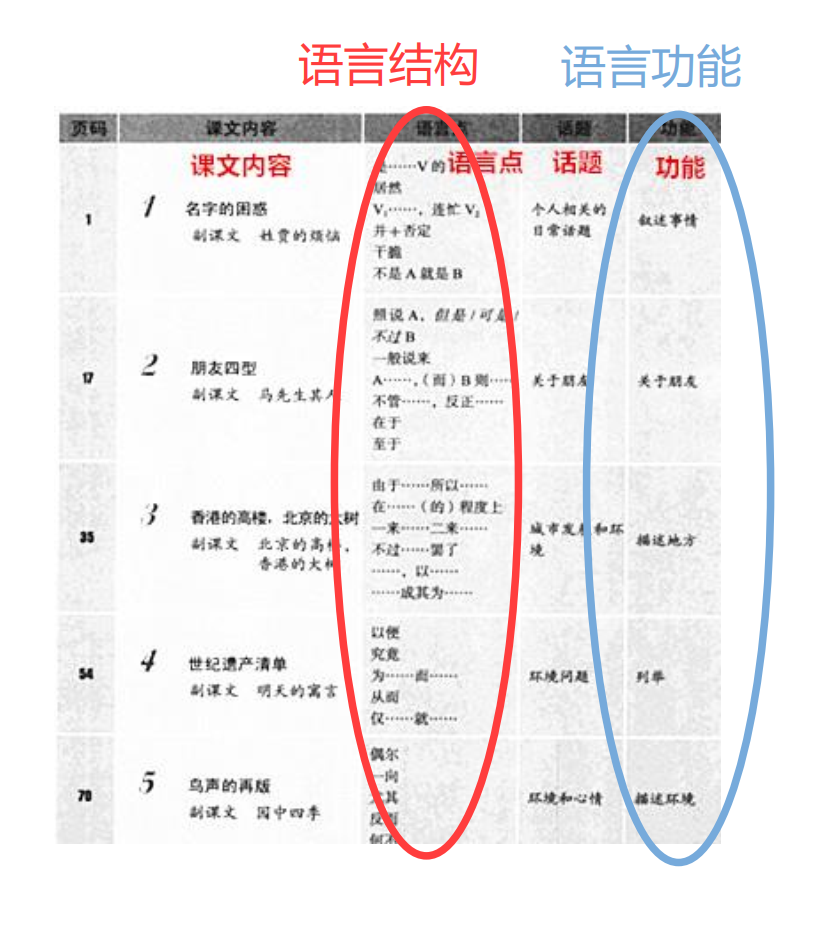 语言结构 语言功能
页码 课文内容 语言点 话题 功能
课文内容 语言点 话题 功能
1 1 名字的困惑
副课文 姓贾的烦恼
是……V 的
居然
V₁……，连忙 V₂
并＋否定
干脆
不是 A 就是 B
个人相关的
日常话题
叙述事情
17 2 朋友四型
副课文 马先生其人
照说 A，但是 / 可是 /
不过 B
一般说来
A……，（而）B 则……
不管……，反正……
在于
至于
关于朋友
关于朋友
35 3 香港的高楼，北京的大树
副课文 北京的高楼，
香港的大树
由于……所以……
在……（的）程度上
一来……二来……
不过……罢了
……，以……
……成其为……
城市发展和环
境
描述地方
54 4 世纪遗产清单
副课文 明天的寓言
以便
究竟
为……而……
从而
仅……就……
环境问题
列举
70 5 鸟声的再版
副课文 园中四季
偶尔
一向
尤其
反而
环境和心情
描述环境